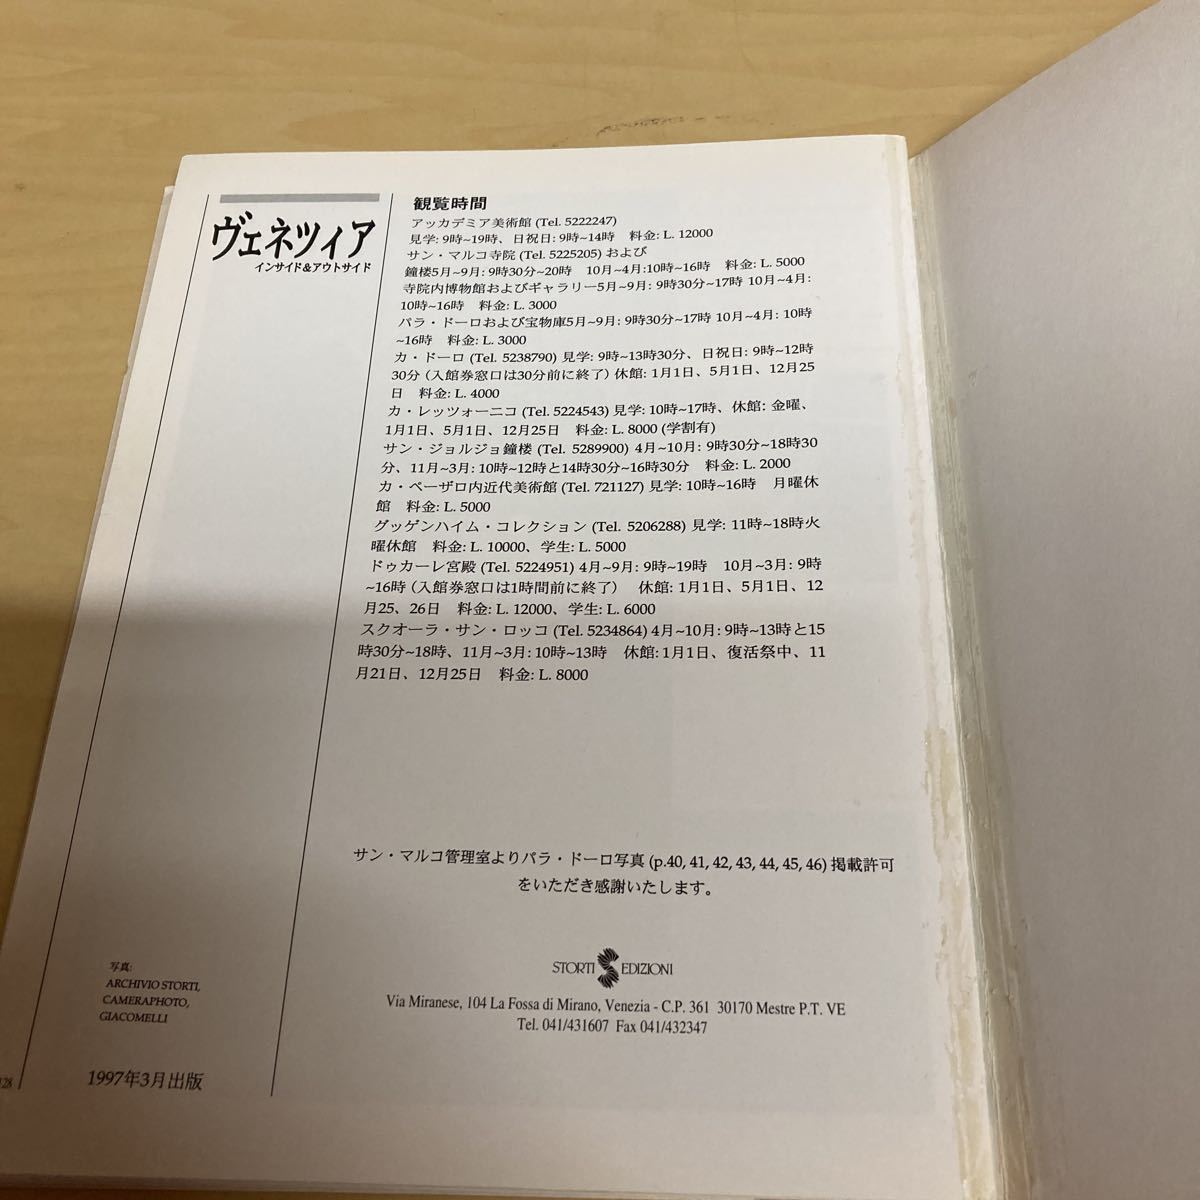 ヴェネツィア
インサイド&アウトサイド
観覧時間
アッカデミア美術館 (Tel. 5222247)
見学: 9時~19時、日祝日: 9時~14時　料金: L. 12000
サン・マルコ寺院 (Tel. 5225205) および
鐘楼5月~9月: 9時30分~20時　10月~4月:10時~16時　料金: L. 5000
寺院内博物館およびギャラリー5月~9月: 9時30分~17時 10月~4月:
10時~16時　料金: L. 3000
パラ・ドーロおよび宝物庫5月~9月: 9時30分~17時 10月~4月: 10時
~16時　料金: L. 3000
カ・ドーロ (Tel. 5238790) 見学: 9時~13時30分、日祝日: 9時~12時
30分 (入館券窓口は30分前に終了) 休館: 1月1日、5月1日、12月25
日　料金: L. 4000
カ・レッツォーニコ (Tel. 5224543) 見学: 10時~17時、休館: 金曜、
1月1日、5月1日、12月25日　料金: L. 8000 (学割有)
サン・ジョルジョ鐘楼 (Tel. 5289900) 4月~10月: 9時30分~18時30
分、11月~3月: 10時~12時と14時30分~16時30分　料金: L. 2000
カ・ペーザロ内近代美術館 (Tel. 721127) 見学: 10時~16時　月曜休
館　料金: L. 5000
グッゲンハイム・コレクション (Tel. 5206288) 見学: 11時~18時火
曜休館　料金: L. 10000、学生: L. 5000
ドゥカーレ宮殿 (Tel. 5224951) 4月~9月: 9時~19時　10月~3月: 9時
~16時 (入館券窓口は1時間前に終了)　休館: 1月1日、5月1日、12
月25、26日　料金: L. 12000、学生: L. 6000
スクオーラ・サン・ロッコ (Tel. 5234864) 4月~10月: 9時~13時と15
時30分~18時、11月~3月: 10時~13時　休館: 1月1日、復活祭中、11
月21日、12月25日　料金: L. 8000
サン・マルコ管理室よりパラ・ドーロ写真 (p.40, 41, 42, 43, 44, 45, 46) 掲載許可
をいただき感謝いたします。
STORTI EDIZIONI
Via Miranese, 104 La Fossa di Mirano, Venezia - C.P. 361 30170 Mestre P.T. VE
Tel. 041/431607 Fax 041/432347
写真:
ARCHIVIO STORTI,
CAMERAPHOTO,
GIACOMELLI
1997年3月出版
128